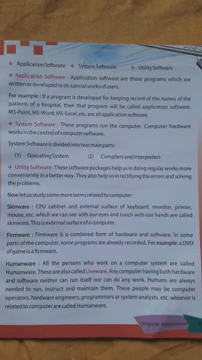 Application Software System Software Utility Software
Application Software : Application software are those programs which are
written or developed to do special works of users.
For example : If a program is developed for keeping record of the names of the
patients of a hospital, then that program will be called application software.
MS-Paint, MS-Word, MS-Excel, etc. are all application software.
System Software : These programs run the computer. Computer hardware
works in the control of computer software.
System Software is divided into two main parts:
(1) Operating System (2) Compilers and Interpreters
Utility Software : These software packages help us in doing regular works more
conveniently in a better way. They also help us in rectifying the errors and solving
the problems.
Now let us study some more terms related to computer :
Skinware : CPU cabinet and external surface of keyboard, monitor, printer,
mouse, etc. which we can see with our eyes and touch with our hands are called
skinware. This is external surface of a computer.
Firmware : Firmware is a combined form of hardware and software. In some
parts of the computer, some programs are already recorded. For example: a DVD
of game is a firmware.
Humanware : All the persons who work on a computer system are called
Humanware. These are also called Liveware. Any computer having both hardware
and software neither can run itself nor can do any work. Humans are always
needed to run, instruct and maintain them. These people may be computer
operators, hardware engineers, programmers or system analysts, etc. whoever is
related to computer are called Humanware.